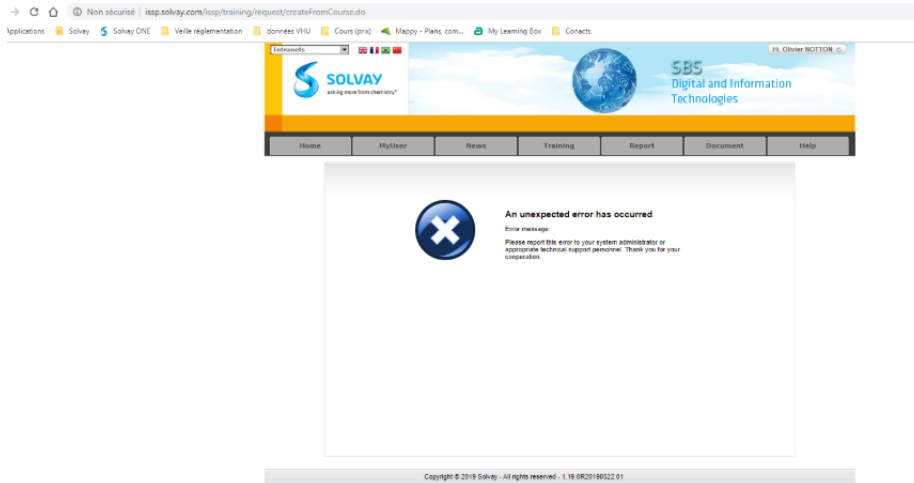 Non sécurisé | issp.solvay.com/issp/training/request/createFromCourse.do
Applications Solvay Solvay ONE Veille réglementation données VHU Cours (prix) Mappy - Plans, com... My Learning Box Conacts
Intranets
Hi, Olivier NOTTON
SOLVAY
asking more from chemistry®
SBS
Digital and Information
Technologies
Home MyUser News Training Report Document Help
An unexpected error has occurred
Error message:
Please report this error to your system administrator or
appropriate technical support personnel. Thank you for your
cooperation.
Copyright © 2019 Solvay - All rights reserved - 1.19.0R20190522.01